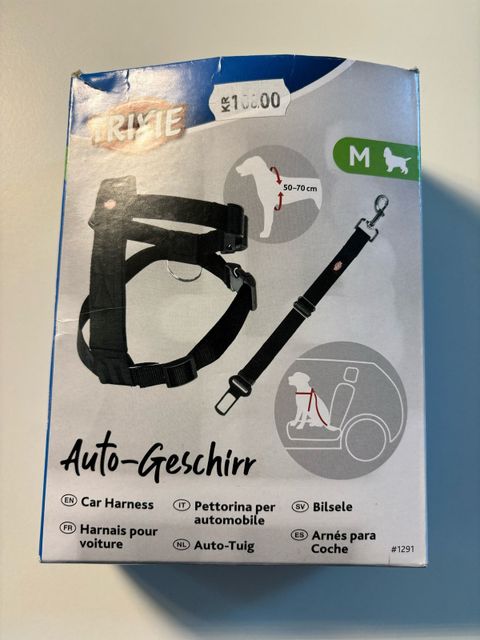 KR
TRIXIE
M
50–70 cm
Auto-Geschirr
EN Car Harness
FR Harnais pour
voiture
IT Pettorina per
automobile
NL Auto-Tuig
SV Bilsele
ES Arnés para
Coche
#1291